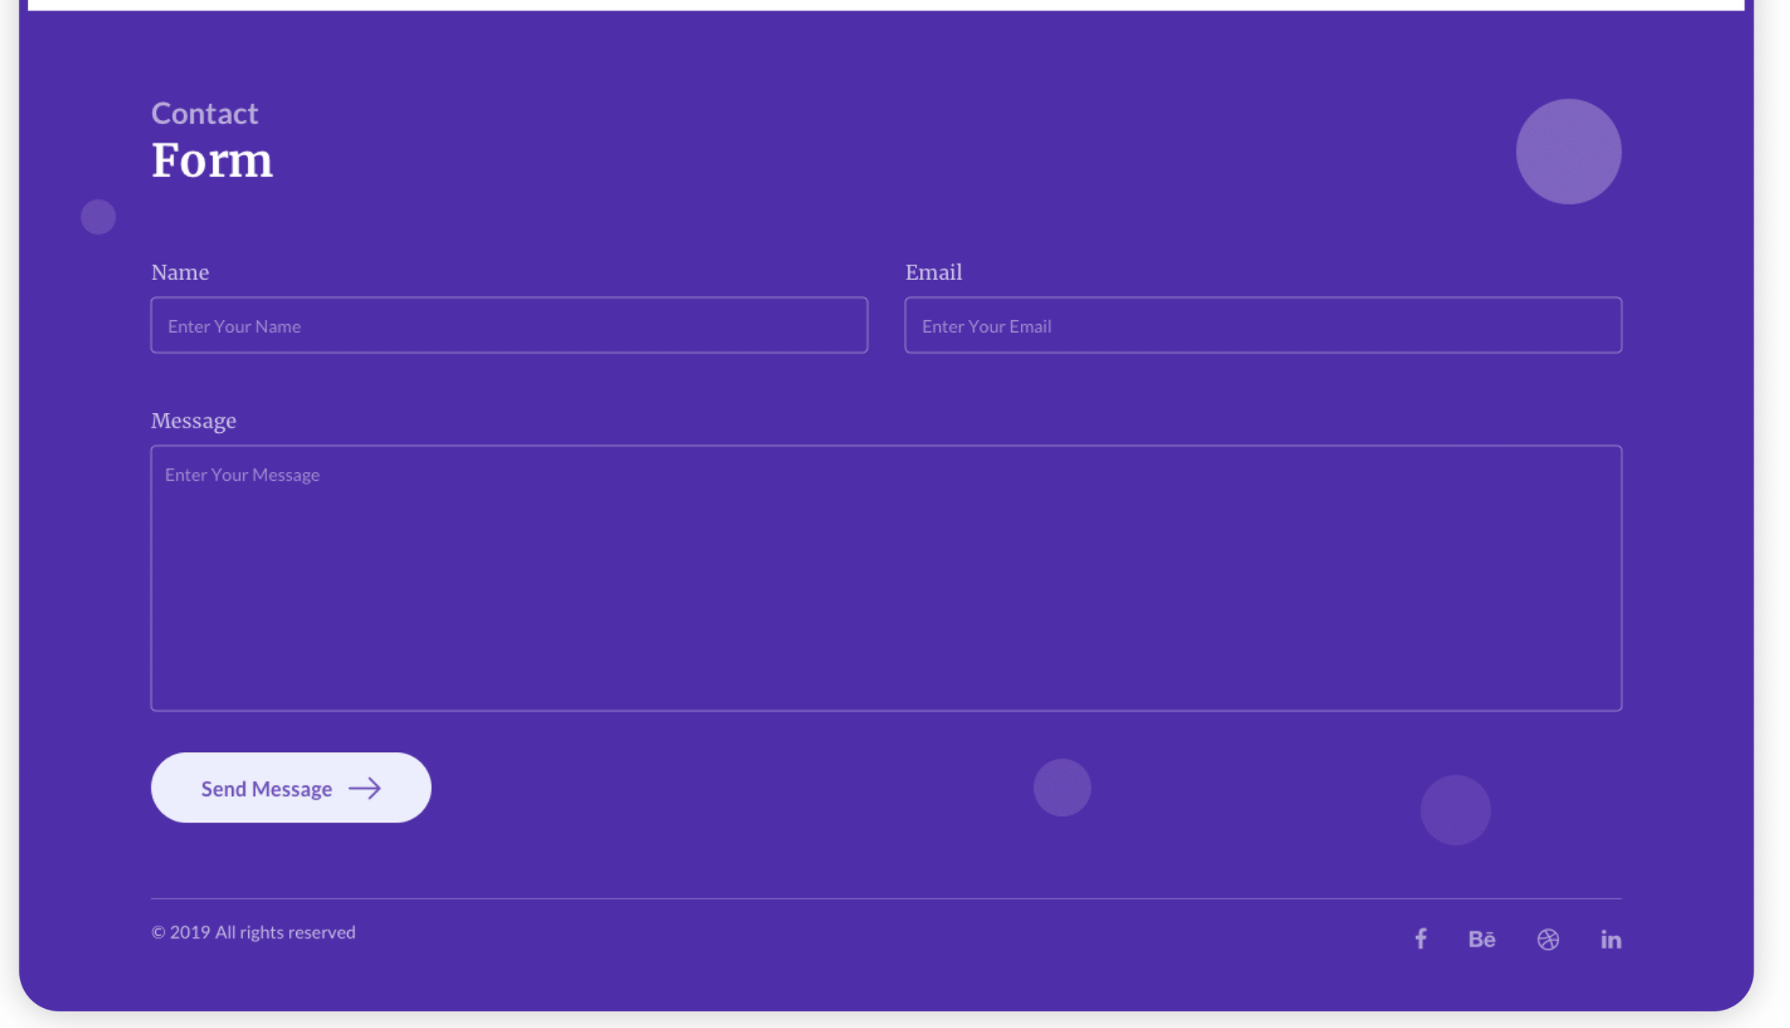 Contact
Form
Name
Email
Enter Your Name
Enter Your Email
Message
Enter Your Message
Send Message
© 2019 All rights reserved
f Bē in